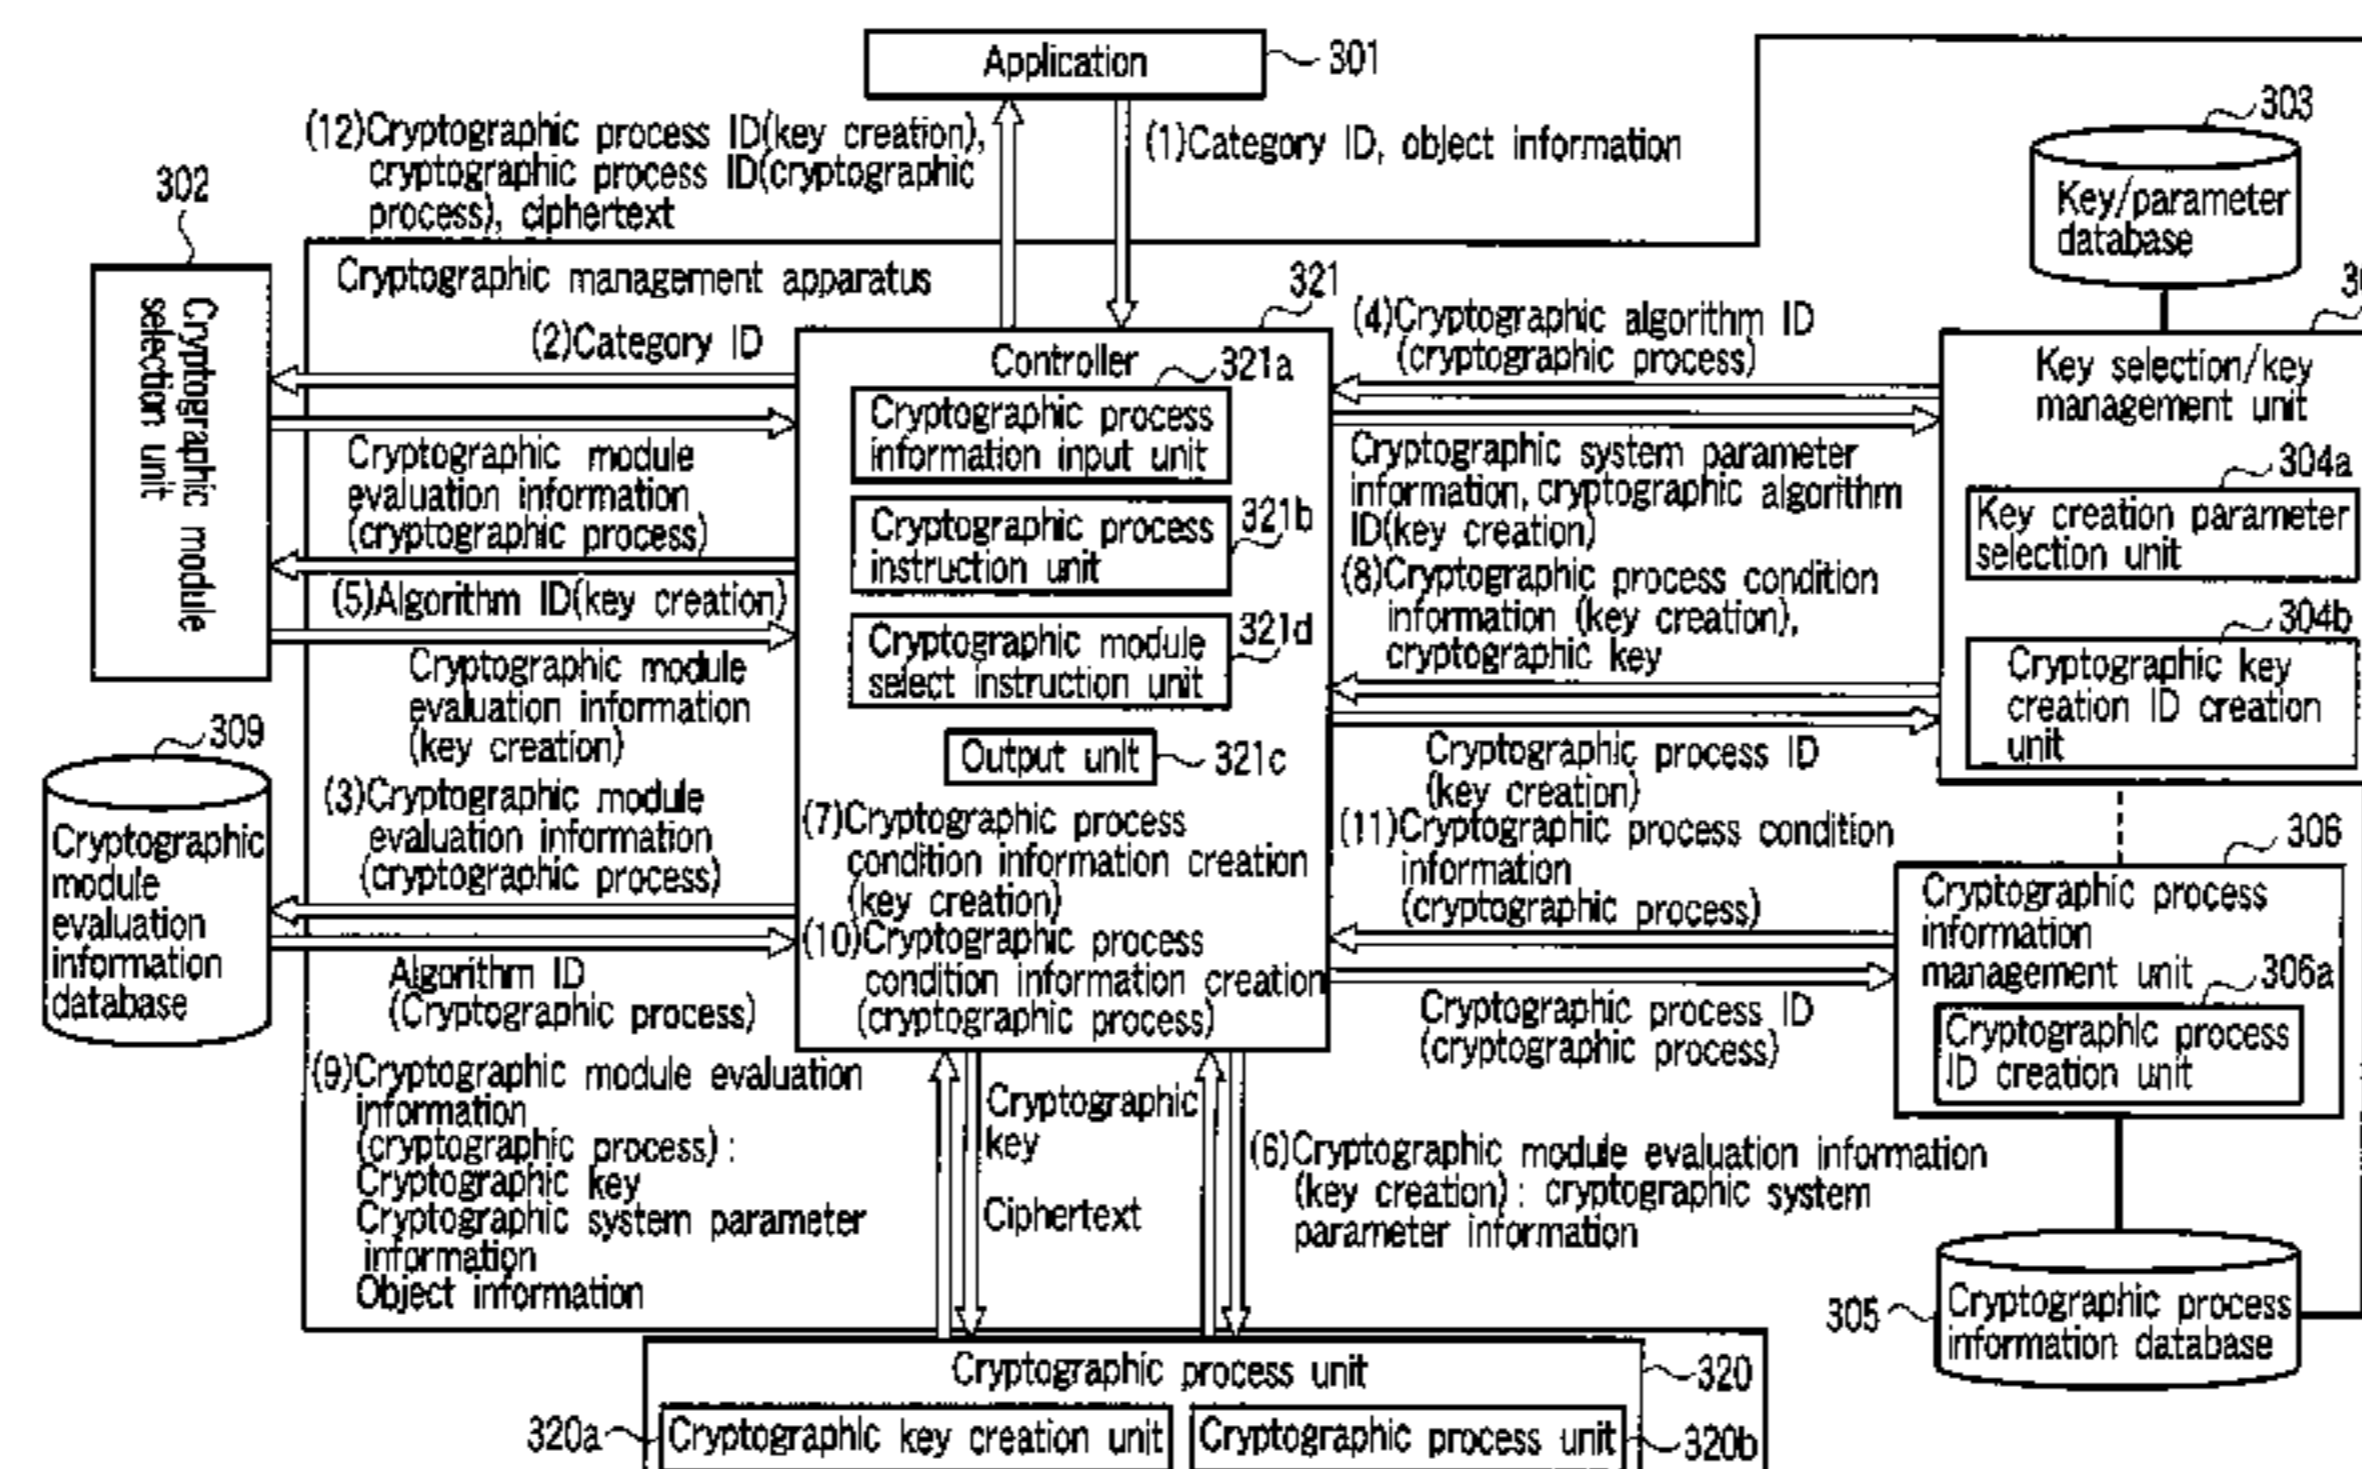 Application
301
(12)Cryptographic process ID(key creation),
cryptographic process ID(cryptographic
process), ciphertext
(1)Category ID, object information
303
Key/parameter
database
302
Cryptographic module
selection unit
Cryptographic management apparatus
(2)Category ID
Cryptographic module
evaluation information
(cryptographic process)
(5)Algorithm ID(key creation)
Cryptographic module
evaluation information
(key creation)
309
Cryptographic
module
evaluation
information
database
(3)Cryptographic module
evaluation information
(cryptographic process)
Algorithm ID
(Cryptographic process)
(9)Cryptographic module evaluation
information
(cryptographic process):
Cryptographic key
Cryptographic system parameter
information
Object information
321
Controller
321a
Cryptographic process
information input unit
321b
Cryptographic process
instruction unit
321d
Cryptographic module
select instruction unit
Output unit
321c
(7)Cryptographic process
condition information creation
(key creation)
(10)Cryptographic process
condition information creation
(cryptographic process)
(4)Cryptographic algorithm ID
(cryptographic process)
Cryptographic system parameter
information, cryptographic algorithm
ID(key creation)
(8)Cryptographic process condition
information (key creation),
cryptographic key
Cryptographic process ID
(key creation)
(11)Cryptographic process condition
information
(cryptographic process)
Cryptographic process ID
(cryptographic process)
Key selection/key
management unit
304a
Key creation parameter
selection unit
304b
Cryptographic key
creation ID creation
unit
306
Cryptographic process
information
management unit
306a
Cryptographic process
ID creation unit
Cryptographic
key
Ciphertext
(6)Cryptographic module evaluation information
(key creation): cryptographic system
parameter information
305
Cryptographic process
information database
Cryptographic process unit
320
320a
Cryptographic key creation unit
Cryptographic process unit
320b